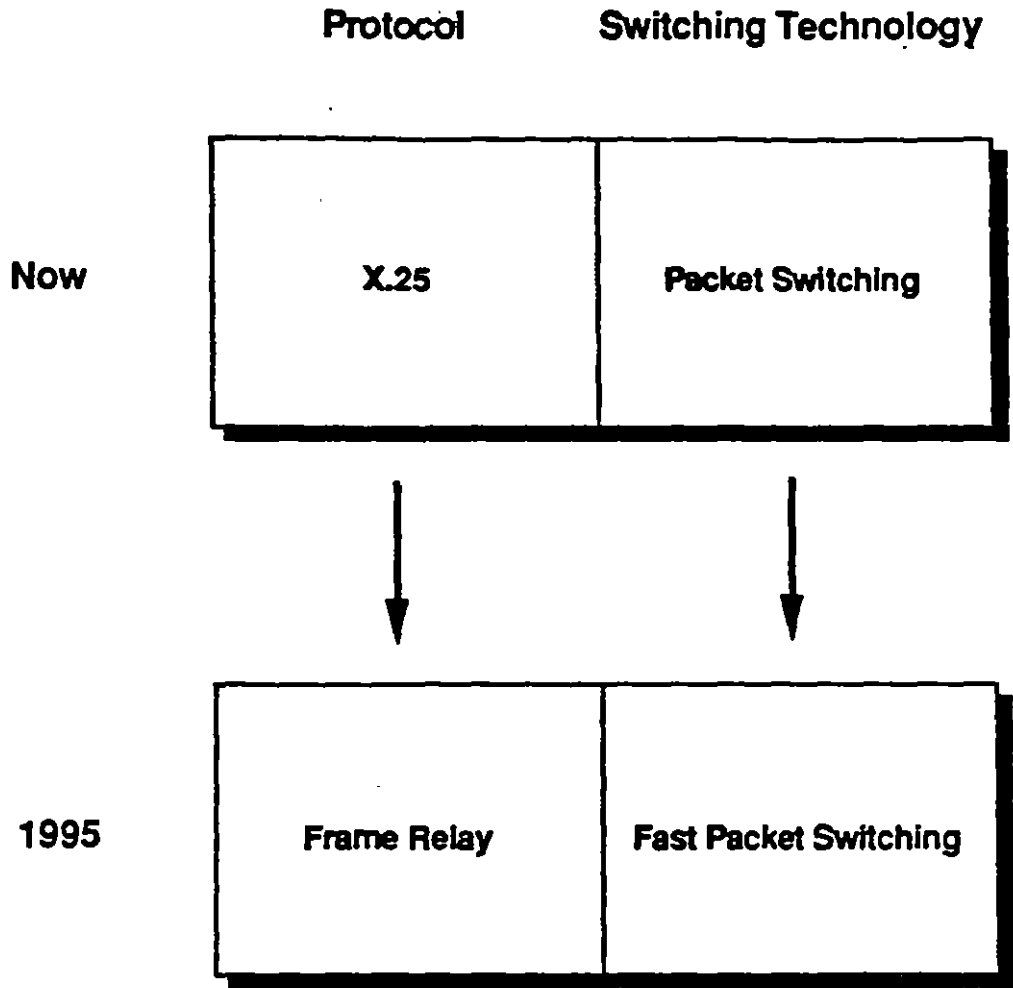 Protocol Switching Technology
Now X.25 Packet Switching
1995 Frame Relay Fast Packet Switching